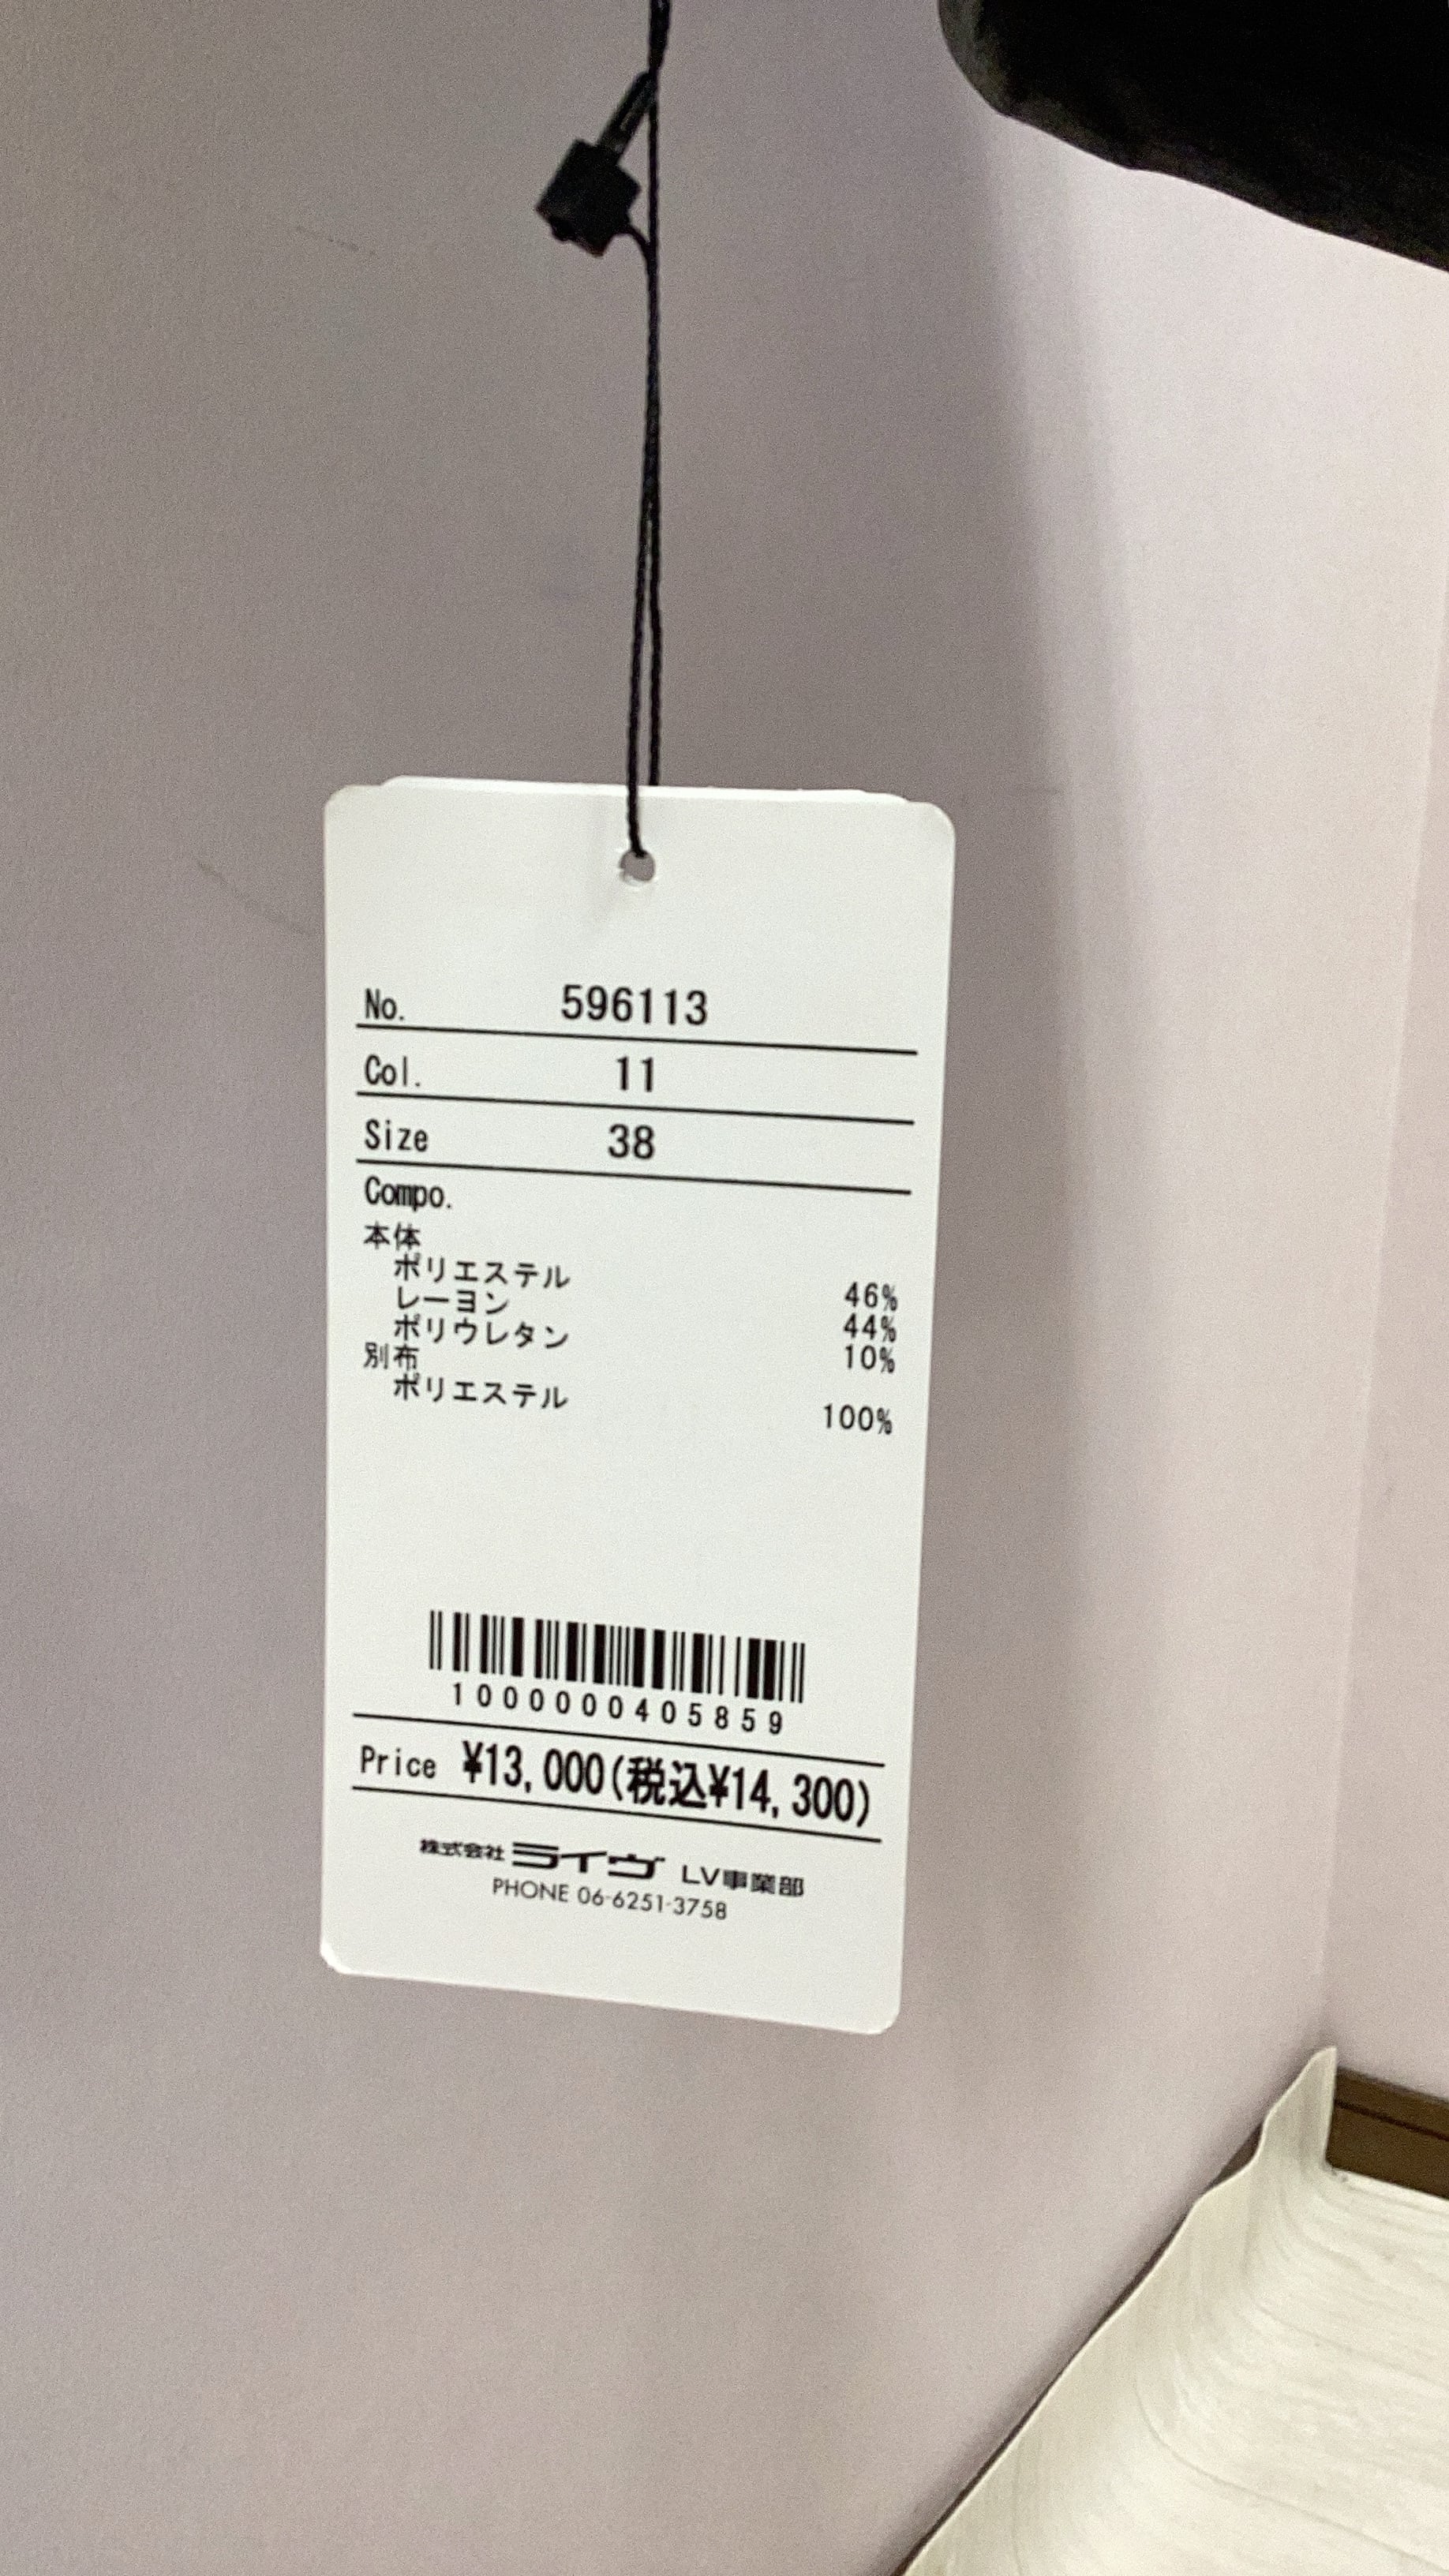 No. 596113
Col. 11
Size 38
Compo.
本体
ポリエステル 46%
レーヨン 44%
ポリウレタン 10%
別布
ポリエステル 100%
1000000405859
Price ¥13,000(税込¥14,300)
株式会社 ライヴ LV事業部
PHONE 06-6251-3758